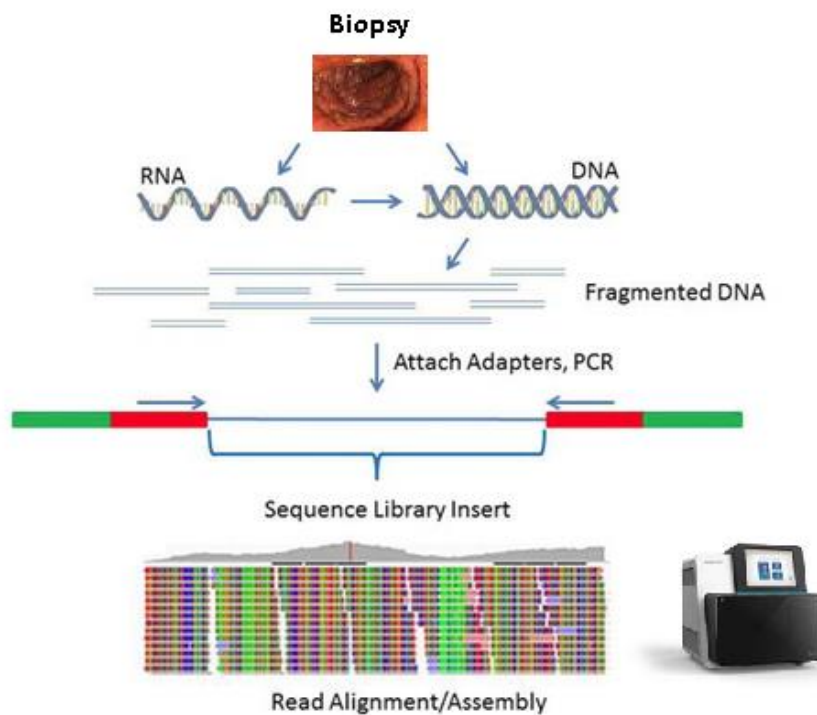 Biopsy
RNA
DNA
Fragmented DNA
Attach Adapters, PCR
Sequence Library Insert
Read Alignment/Assembly